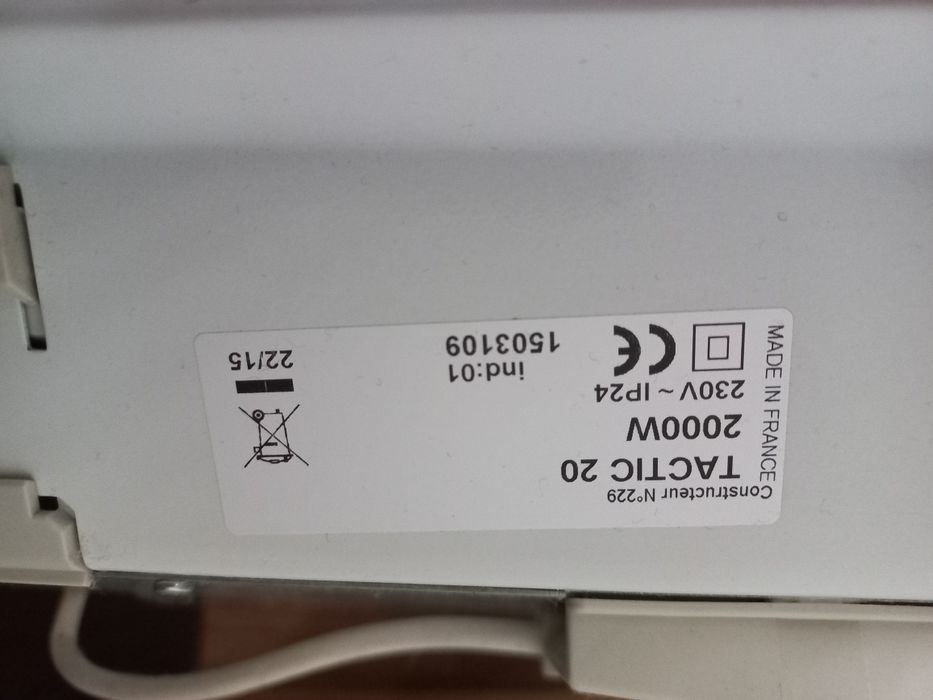 Constructeur N°229
TACTIC 20
2000W
230V ~ IP24
CE
ind:01
1503109
22/15
MADE IN FRANCE